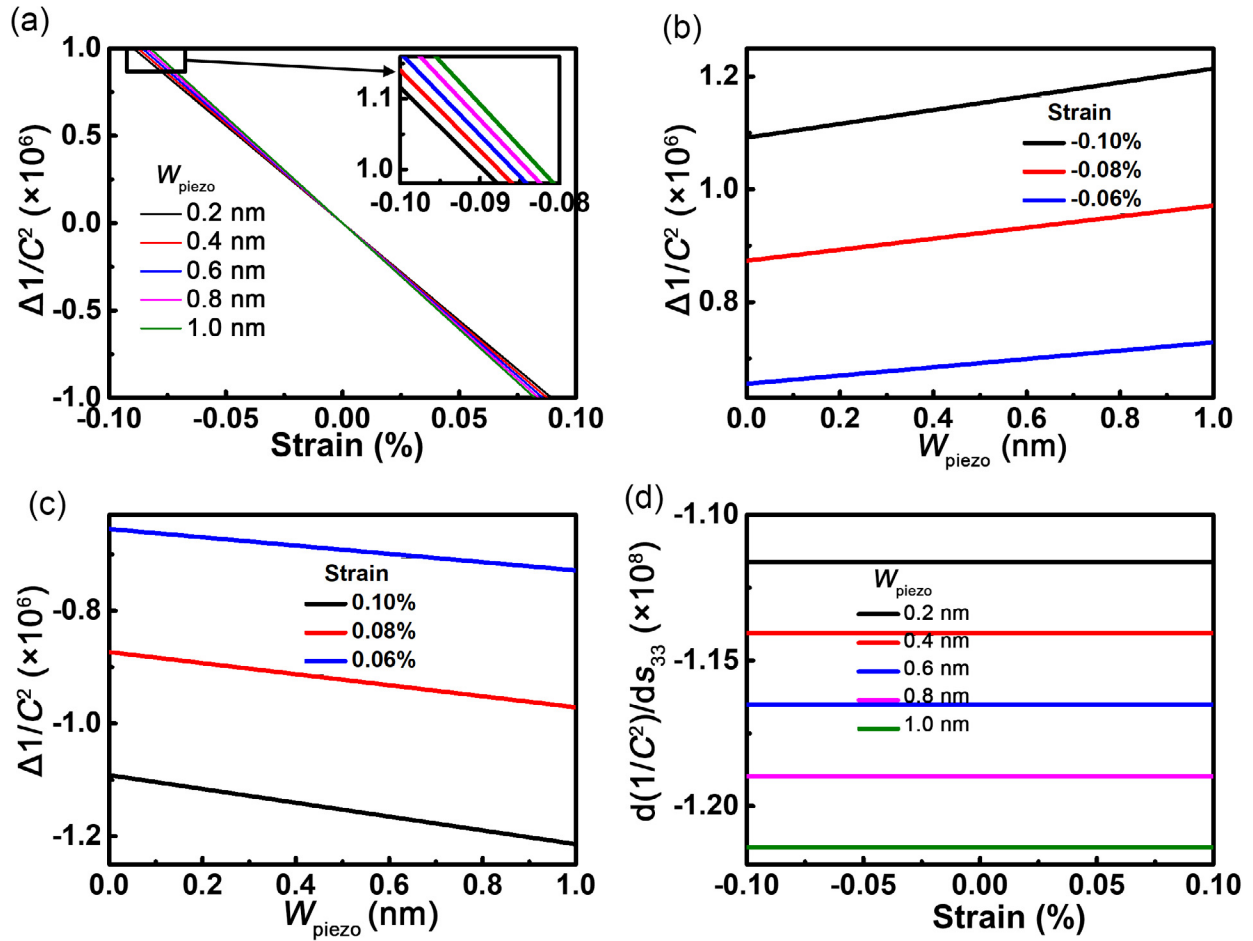 (a)
1.0
0.5
0.0
-0.5
-1.0
Δ1/C² (×10⁶)
-0.10 -0.05 0.00 0.05 0.10
Strain (%)
W_piezo
0.2 nm
0.4 nm
0.6 nm
0.8 nm
1.0 nm
1.1
1.0
-0.10 -0.09 -0.08
(b)
1.2
1.0
0.8
Δ1/C² (×10⁶)
Strain
-0.10%
-0.08%
-0.06%
0.0 0.2 0.4 0.6 0.8 1.0
W_piezo (nm)
(c)
-0.8
-1.0
-1.2
Δ1/C² (×10⁶)
Strain
0.10%
0.08%
0.06%
0.0 0.2 0.4 0.6 0.8 1.0
W_piezo (nm)
(d)
-1.10
-1.15
-1.20
d(1/C²)/ds₃₃ (×10⁸)
W_piezo
0.2 nm
0.4 nm
0.6 nm
0.8 nm
1.0 nm
-0.10 -0.05 0.00 0.05 0.10
Strain (%)